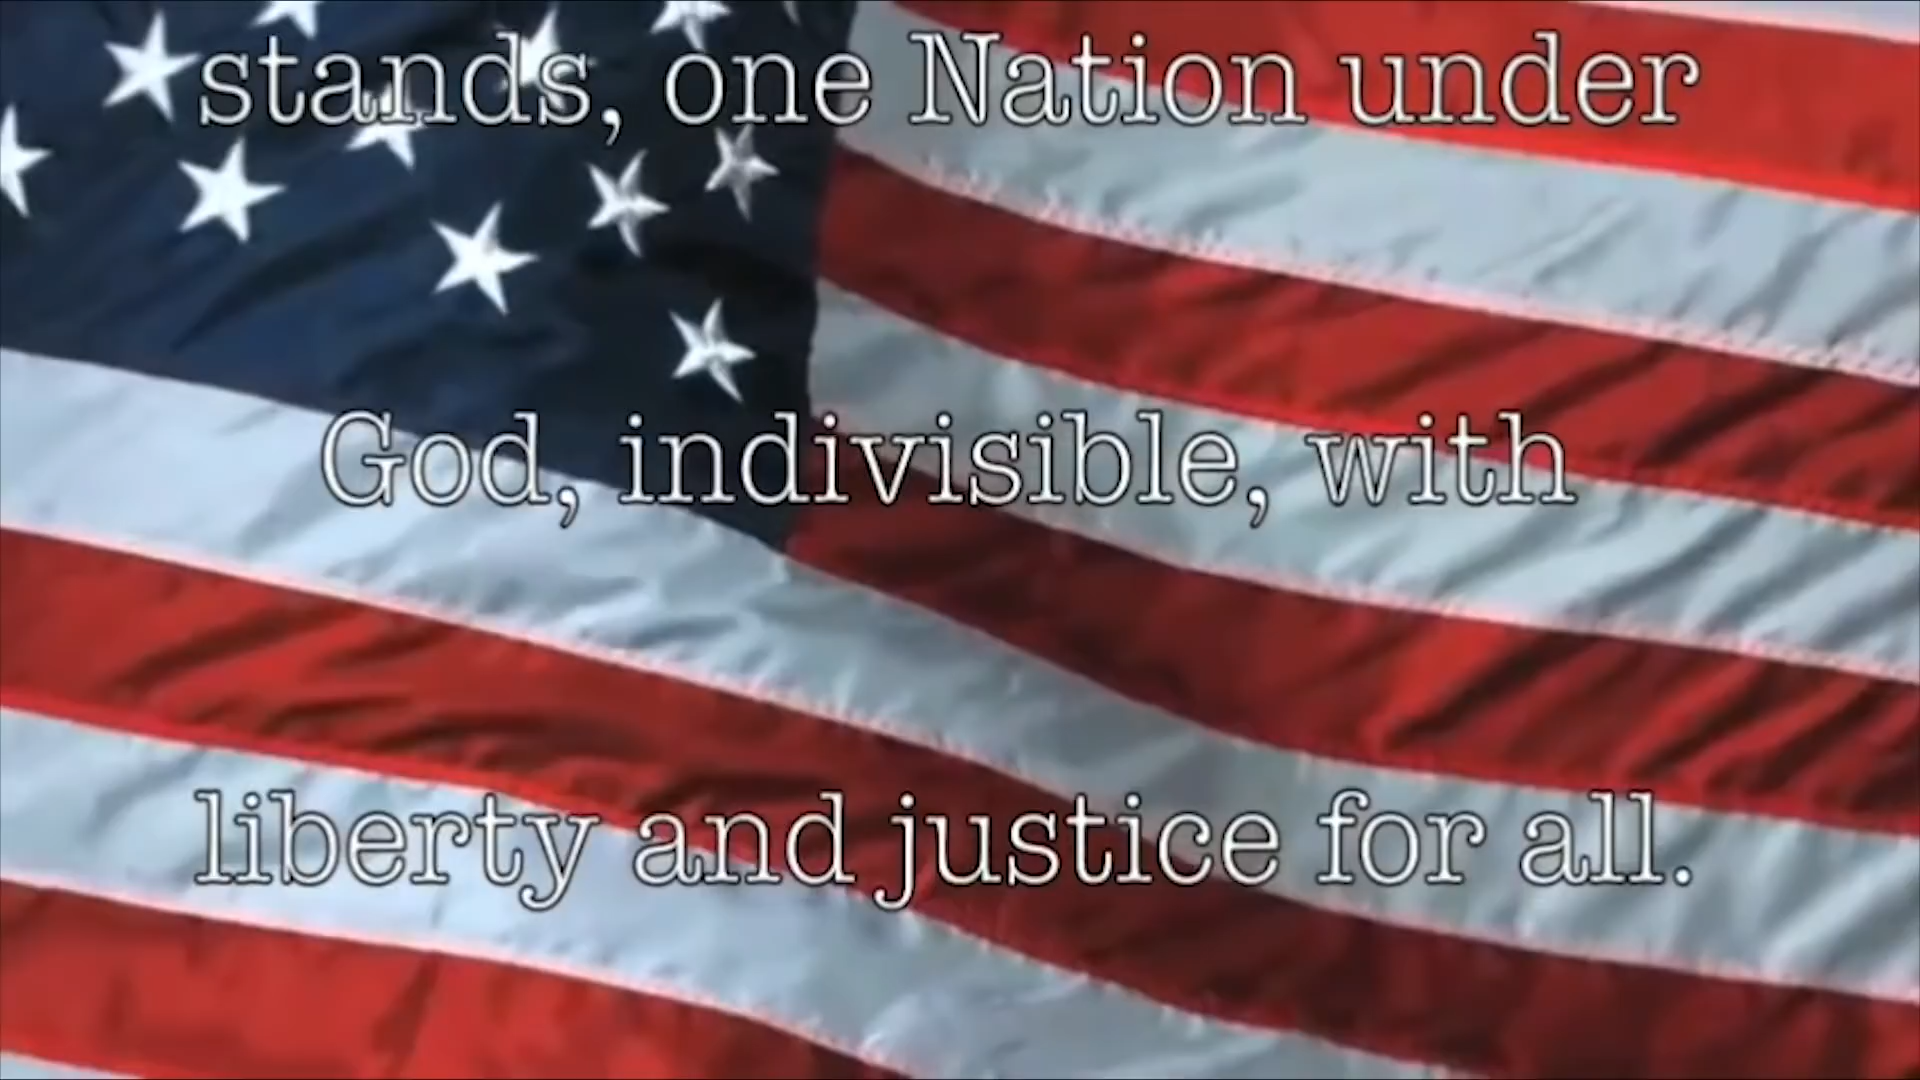 stands, one Nation under
God, indivisible, with
liberty and justice for all.